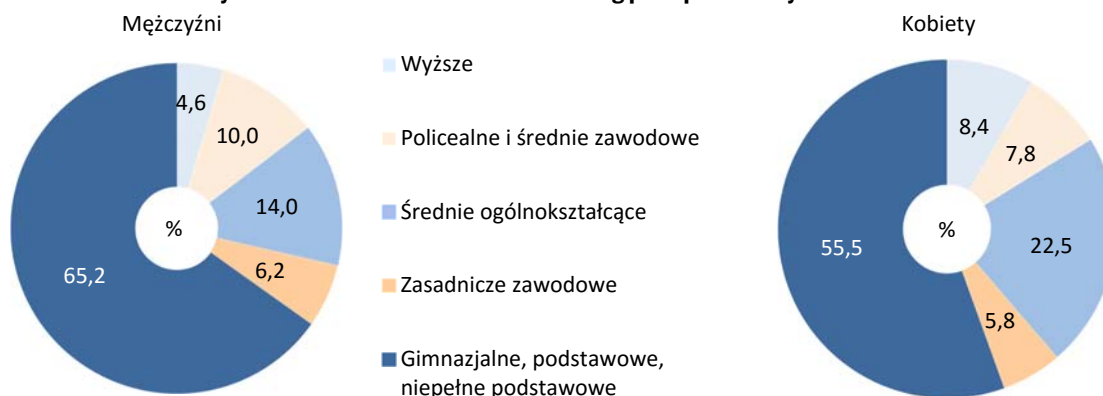 Mężczyźni
Kobiety
4,6
10,0
14,0
6,2
65,2
%
Wyższe
Policealne i średnie zawodowe
Średnie ogólnokształcące
Zasadnicze zawodowe
Gimnazjalne, podstawowe,
niepełne podstawowe
8,4
7,8
22,5
5,8
55,5
%